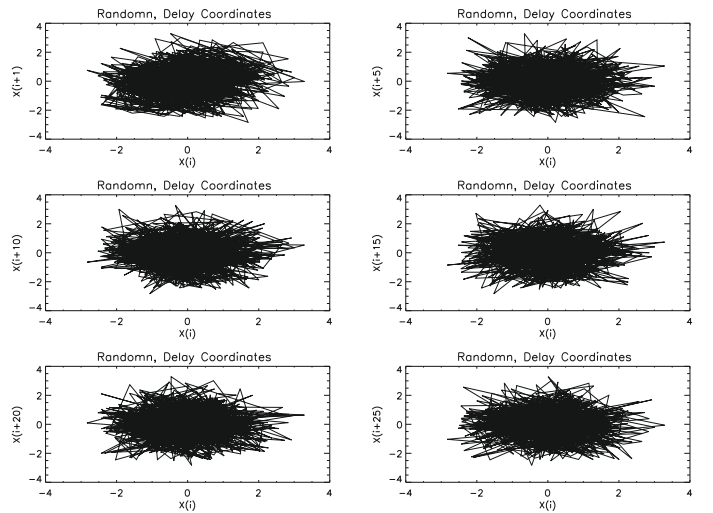 Randomn, Delay Coordinates
4
2
0
−2
−4
X(i+1)
−4 −2 0 2 4
X(i)
Randomn, Delay Coordinates
4
2
0
−2
−4
X(i+5)
−4 −2 0 2 4
X(i)
Randomn, Delay Coordinates
4
2
0
−2
−4
X(i+10)
−4 −2 0 2 4
X(i)
Randomn, Delay Coordinates
4
2
0
−2
−4
X(i+15)
−4 −2 0 2 4
X(i)
Randomn, Delay Coordinates
4
2
0
−2
−4
X(i+20)
−4 −2 0 2 4
X(i)
Randomn, Delay Coordinates
4
2
0
−2
−4
X(i+25)
−4 −2 0 2 4
X(i)